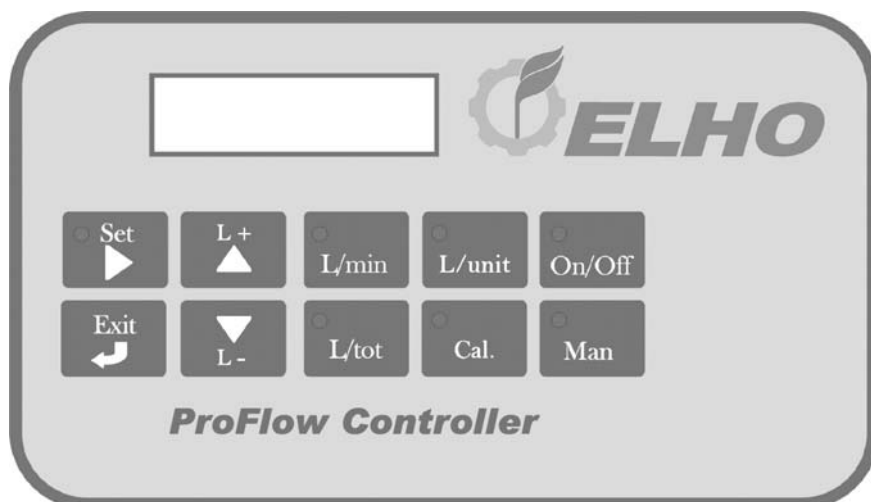 ELHO
Set L+ L/min L/unit On/Off
Exit L- L/tot Cal. Man
ProFlow Controller